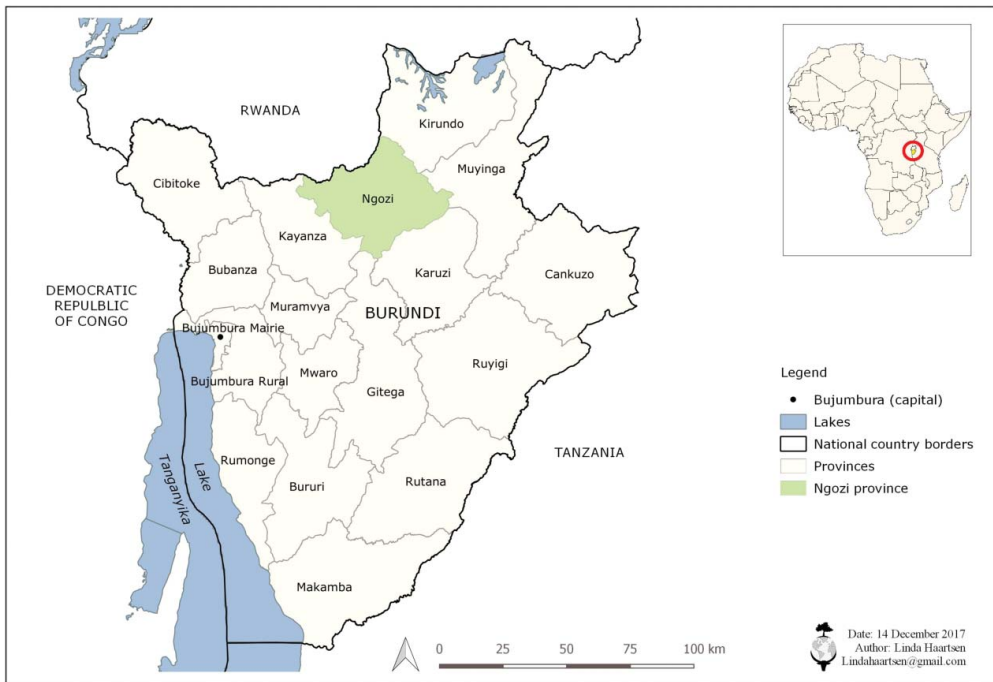 RWANDA
Kirundo
Muyinga
Cibitoke
Ngozi
Kayanza
Bubanza
Karuzi
Cankuzo
DEMOCRATIC
REPULBLIC
OF CONGO
Muramvya
BURUNDI
Bujumbura Mairie
Bujumbura Rural
Mwaro
Gitega
Ruyigi
Rumonge
Bururi
Rutana
TANZANIA
Lake
Tanganyika
Makamba
Legend
Bujumbura (capital)
Lakes
National country borders
Provinces
Ngozi province
0 25 50 75 100 km
Date: 14 December 2017
Author: Linda Haartsen
Lindahaartsen@gmail.com